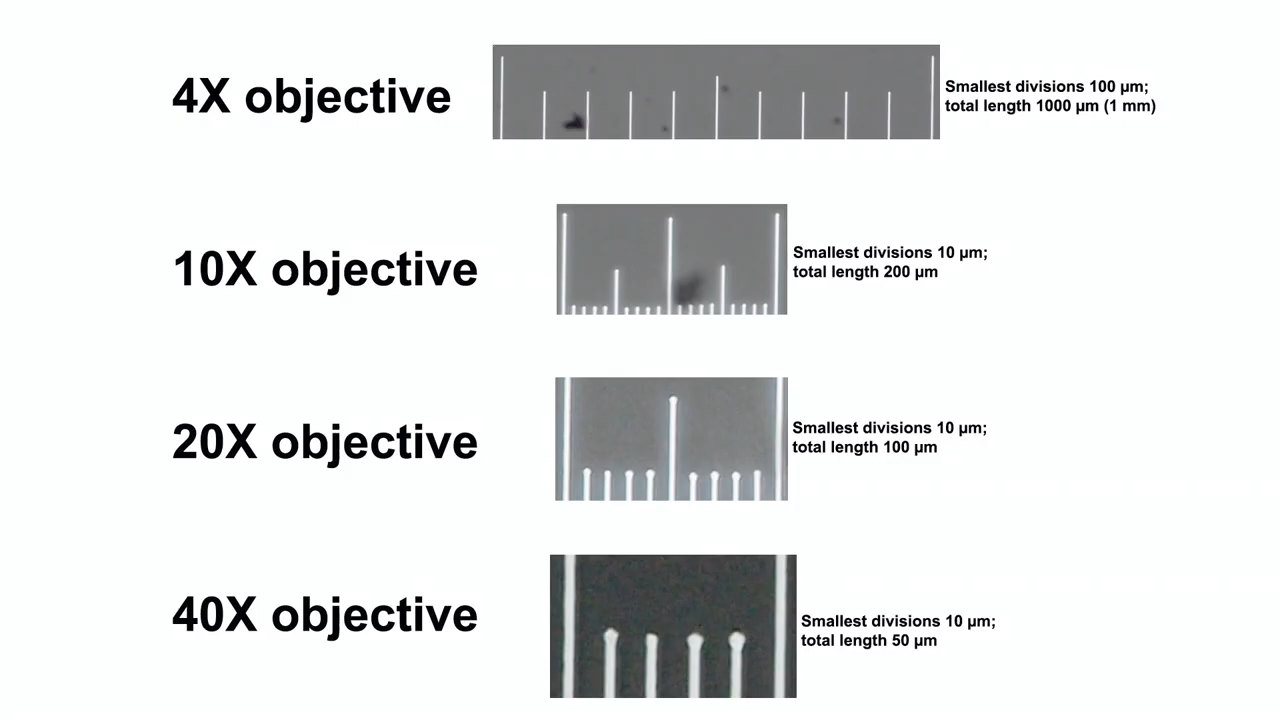 4X objective
Smallest divisions 100 µm;
total length 1000 µm (1 mm)
10X objective
Smallest divisions 10 µm;
total length 200 µm
20X objective
Smallest divisions 10 µm;
total length 100 µm
40X objective
Smallest divisions 10 µm;
total length 50 µm